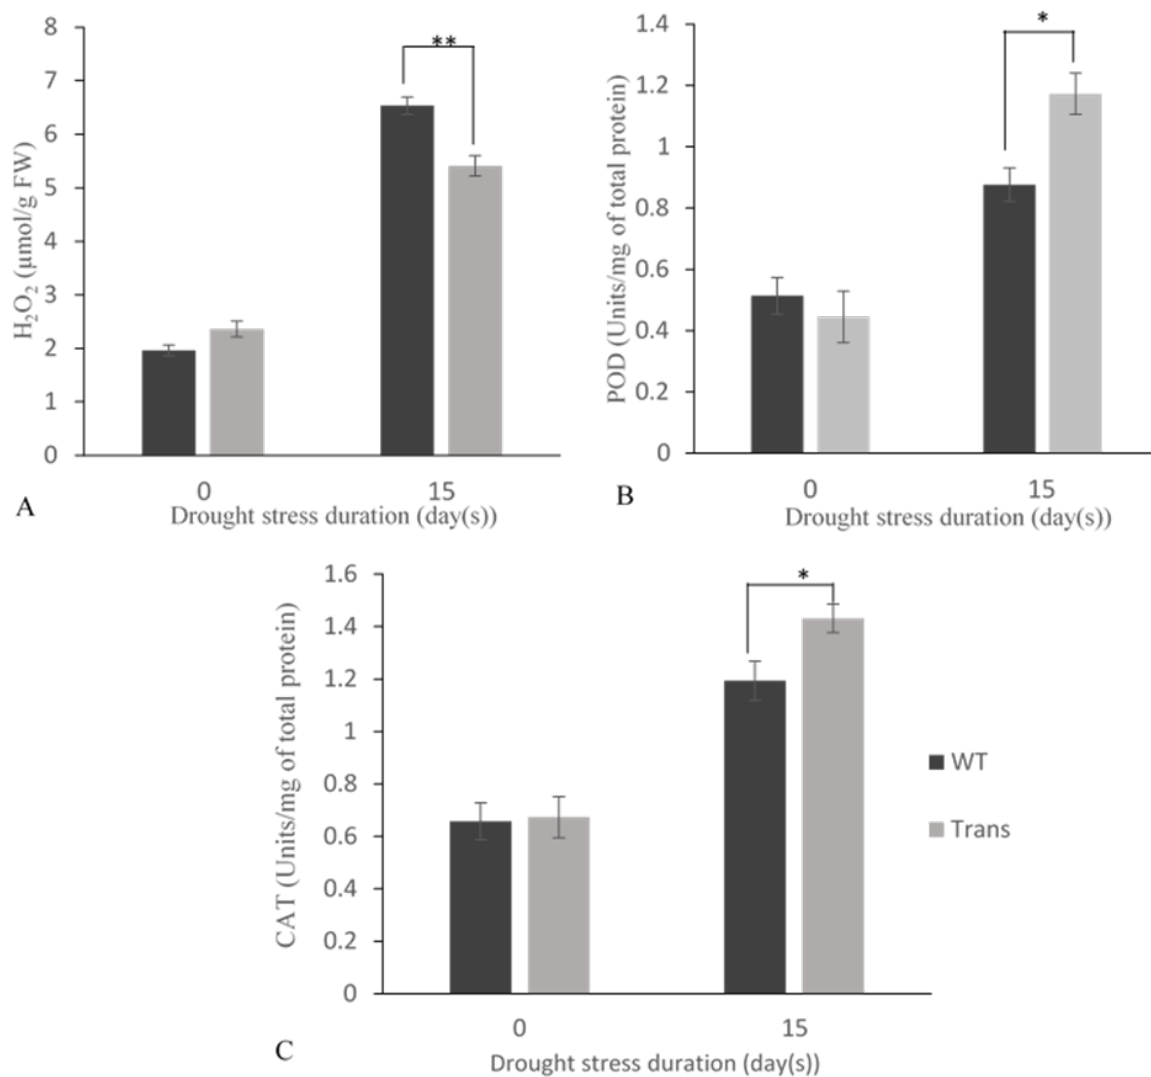 8
7
6
5
4
3
2
1
0
H₂O₂ (μmol/g FW)
**
0 15
A
Drought stress duration (day(s))
1.4
1.2
1
0.8
0.6
0.4
0.2
0
POD (Units/mg of total protein)
*
0 15
B
Drought stress duration (day(s))
1.6
1.4
1.2
1
0.8
0.6
0.4
0.2
0
CAT (Units/mg of total protein)
*
WT
Trans
0 15
C
Drought stress duration (day(s))